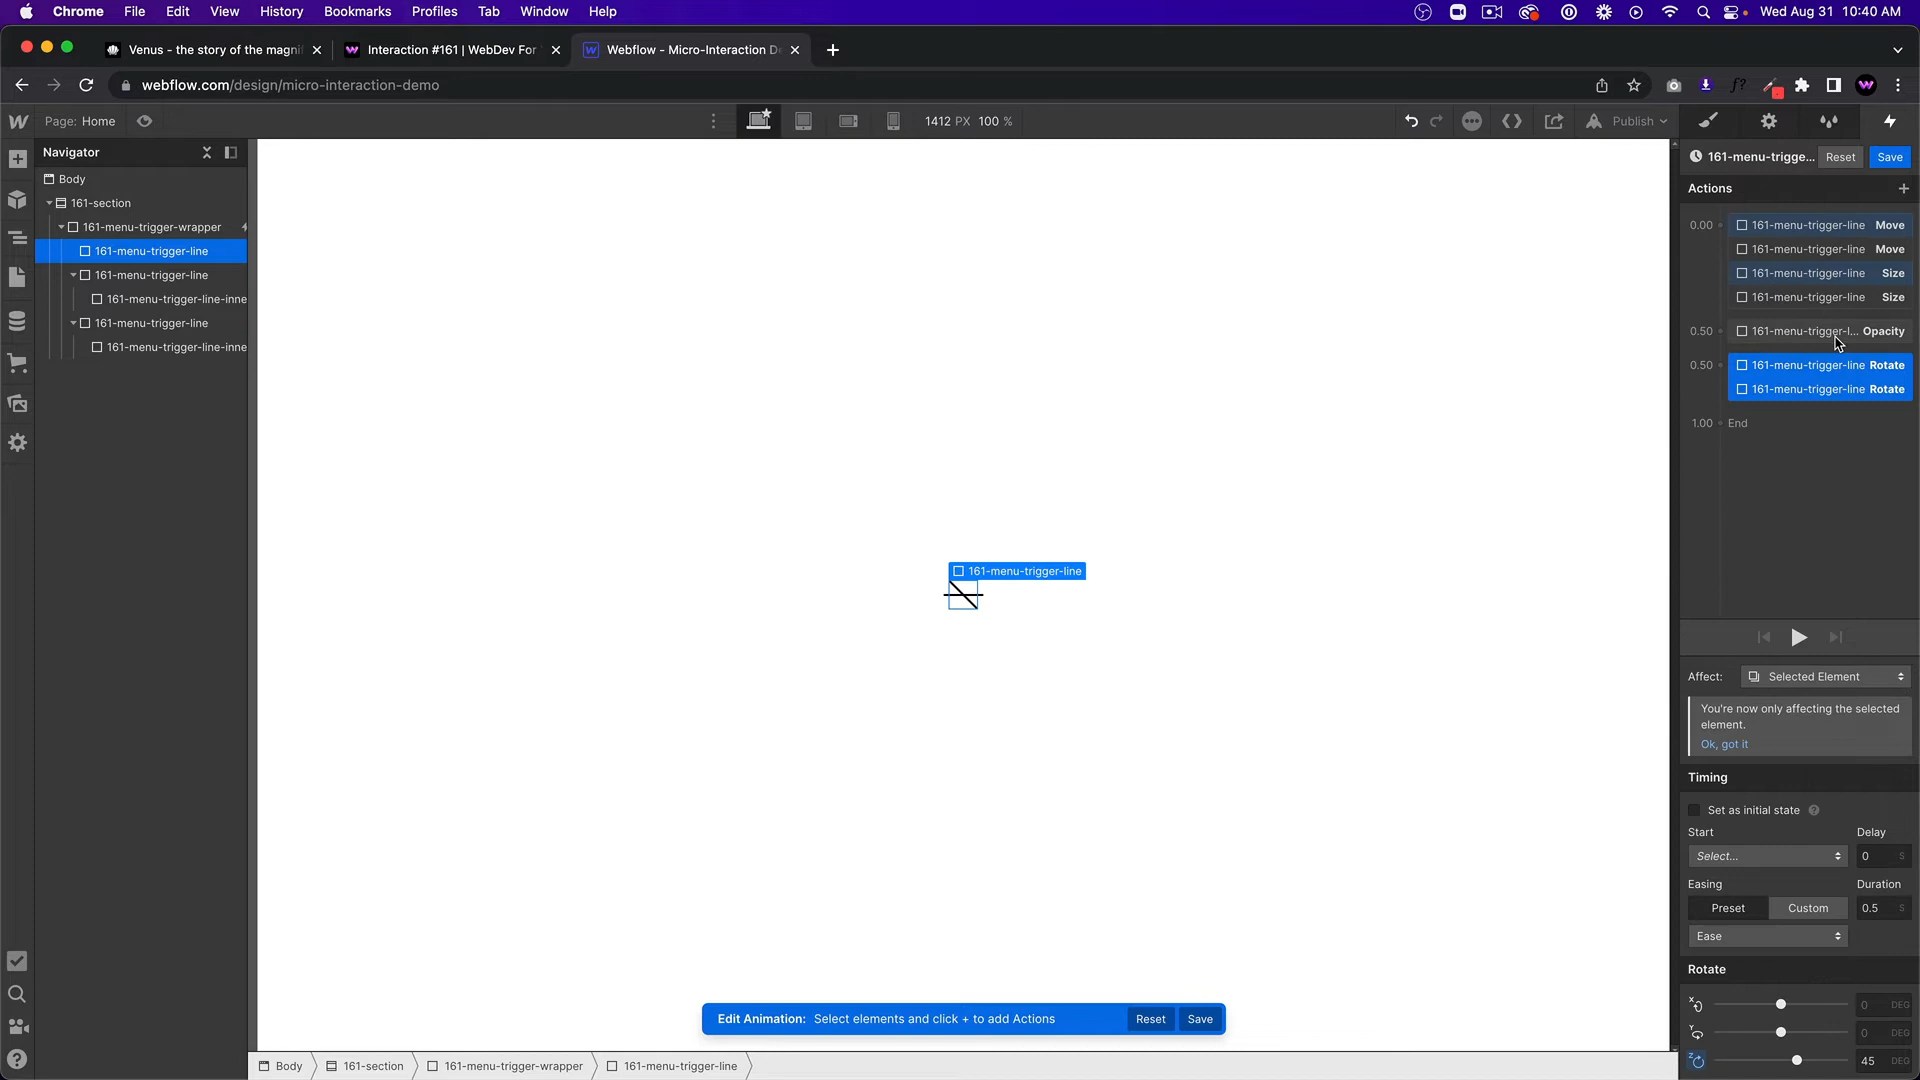 Chrome File Edit View History Bookmarks Profiles Tab Window Help Wed Aug 31 10:40 AM
Venus - the story of the magni
Interaction #161 | WebDev For
Webflow - Micro-Interaction De
webflow.com/design/micro-interaction-demo
Page: Home
1412 PX 100 %
Publish
Navigator
Body
161-section
161-menu-trigger-wrapper
161-menu-trigger-line
161-menu-trigger-line
161-menu-trigger-line-inne
161-menu-trigger-line
161-menu-trigger-line-inne
161-menu-trigger-line
Edit Animation: Select elements and click + to add Actions Reset Save
Body 161-section 161-menu-trigger-wrapper 161-menu-trigger-line
161-menu-trigge... Reset Save
Actions
0.00 161-menu-trigger-line Move
161-menu-trigger-line Move
161-menu-trigger-line Size
161-menu-trigger-line Size
0.50 161-menu-trigger-l... Opacity
0.50 161-menu-trigger-line Rotate
161-menu-trigger-line Rotate
1.00 End
Affect: Selected Element
You're now only affecting the selected
element.
Ok, got it
Timing
Set as initial state ?
Start Delay
Select... 0 S
Easing Duration
Preset Custom 0.5 S
Ease
Rotate
X 0 DEG
Y 0 DEG
Z 45 DEG